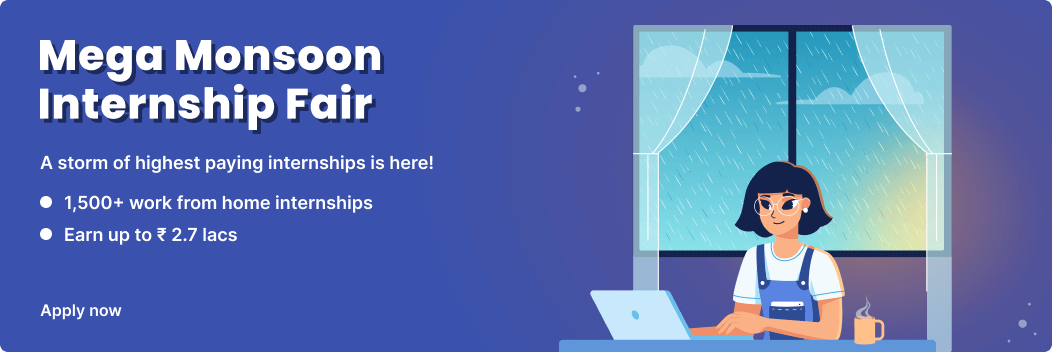 Mega Monsoon
Internship Fair
A storm of highest paying internships is here!
1,500+ work from home internships
Earn up to ₹ 2.7 lacs
Apply now